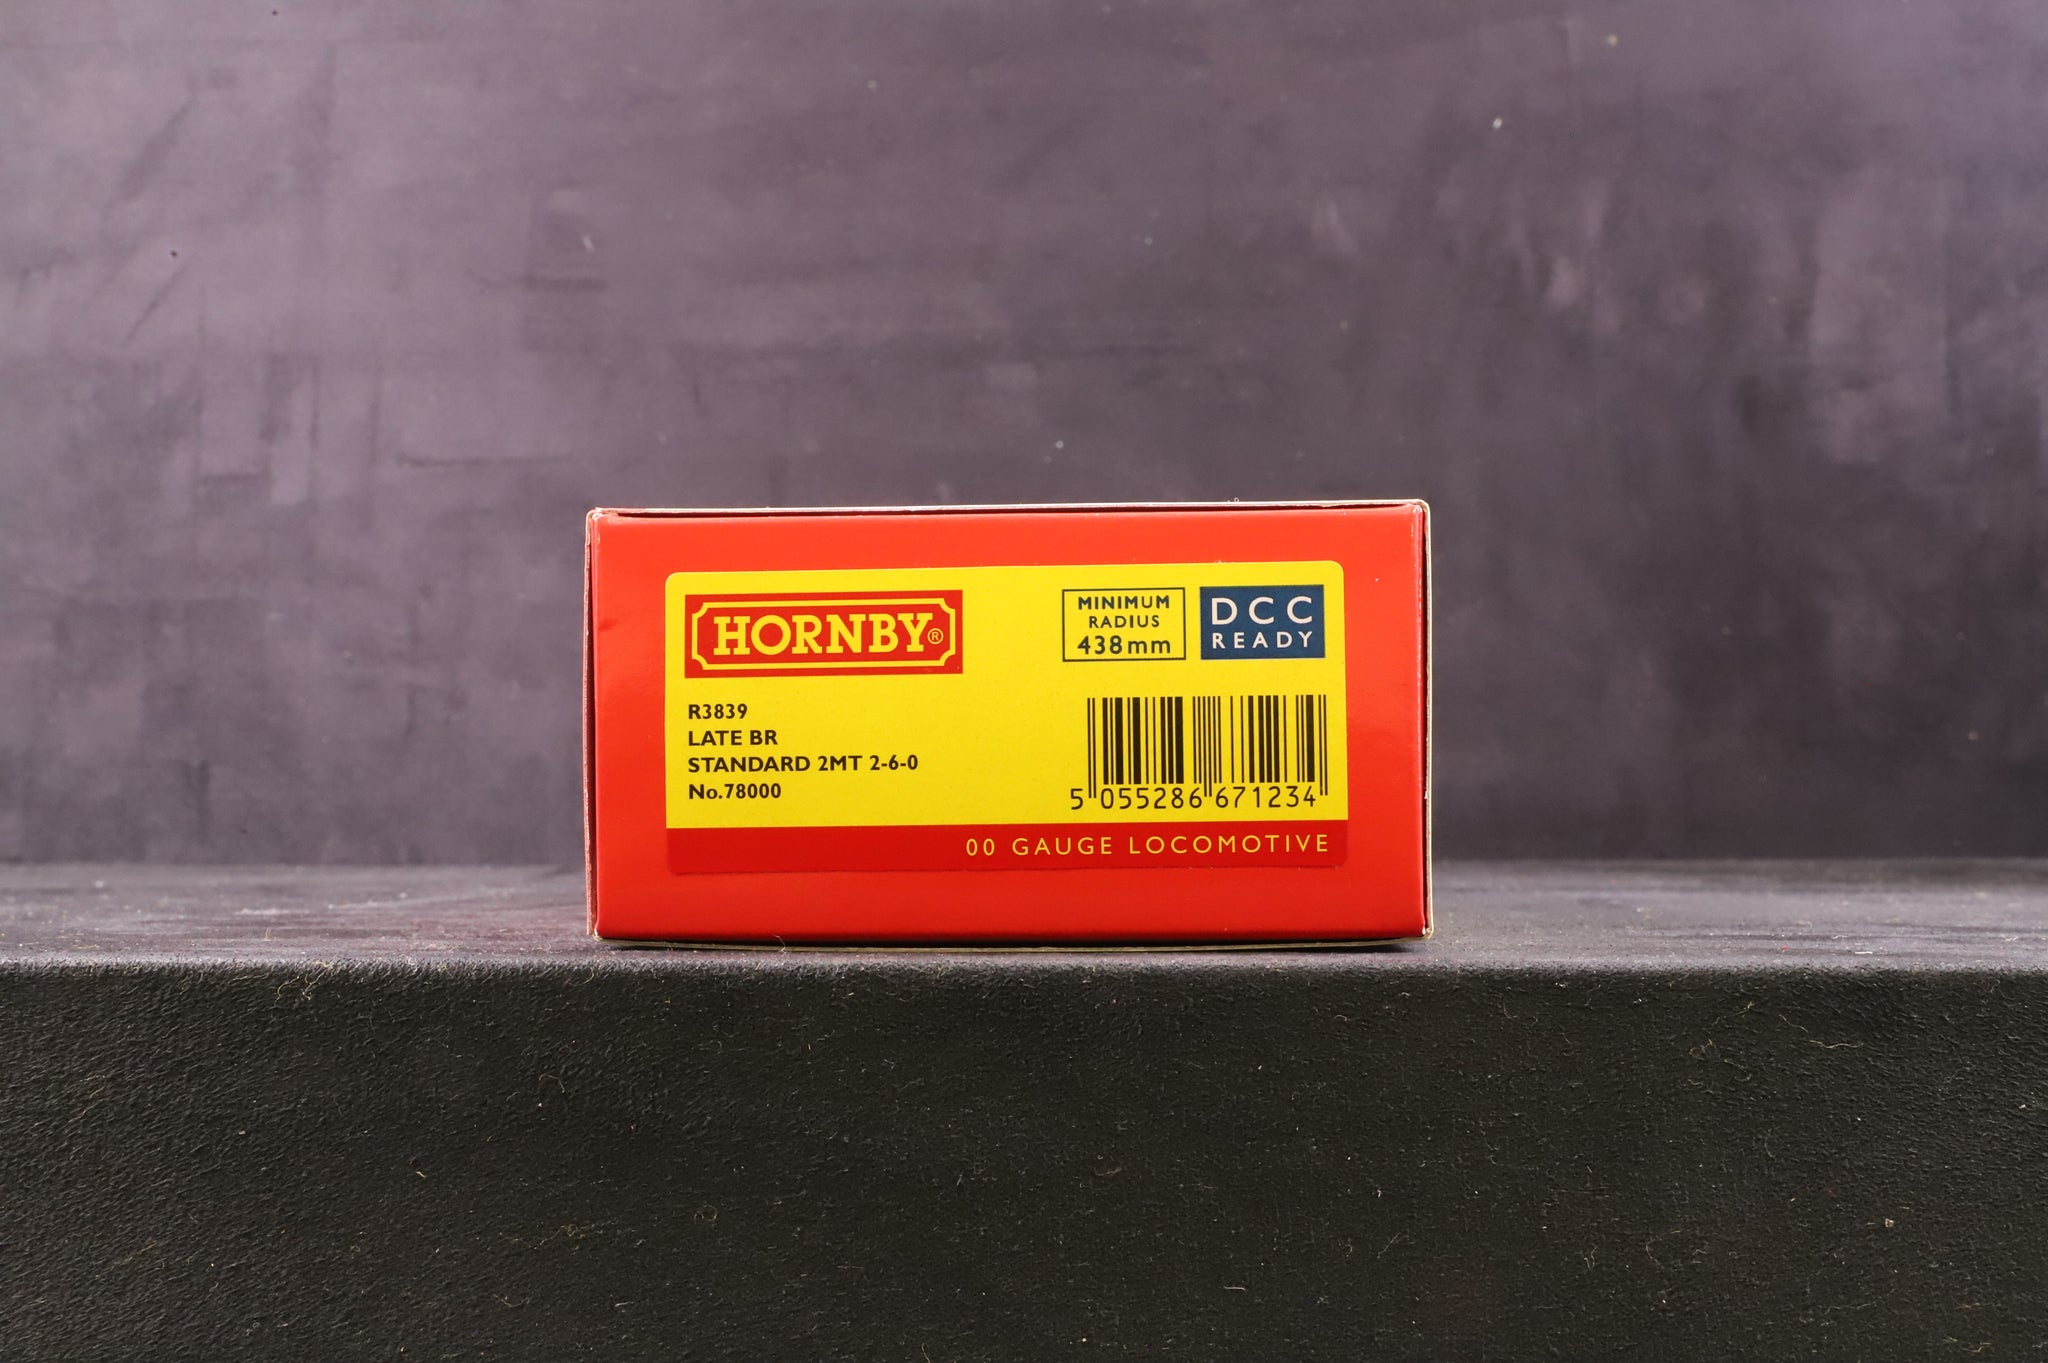 HORNBY®
MINIMUM
RADIUS
438mm
DCC
READY
R3839
LATE BR
STANDARD 2MT 2-6-0
No.78000
5 055286 671234
00 GAUGE LOCOMOTIVE